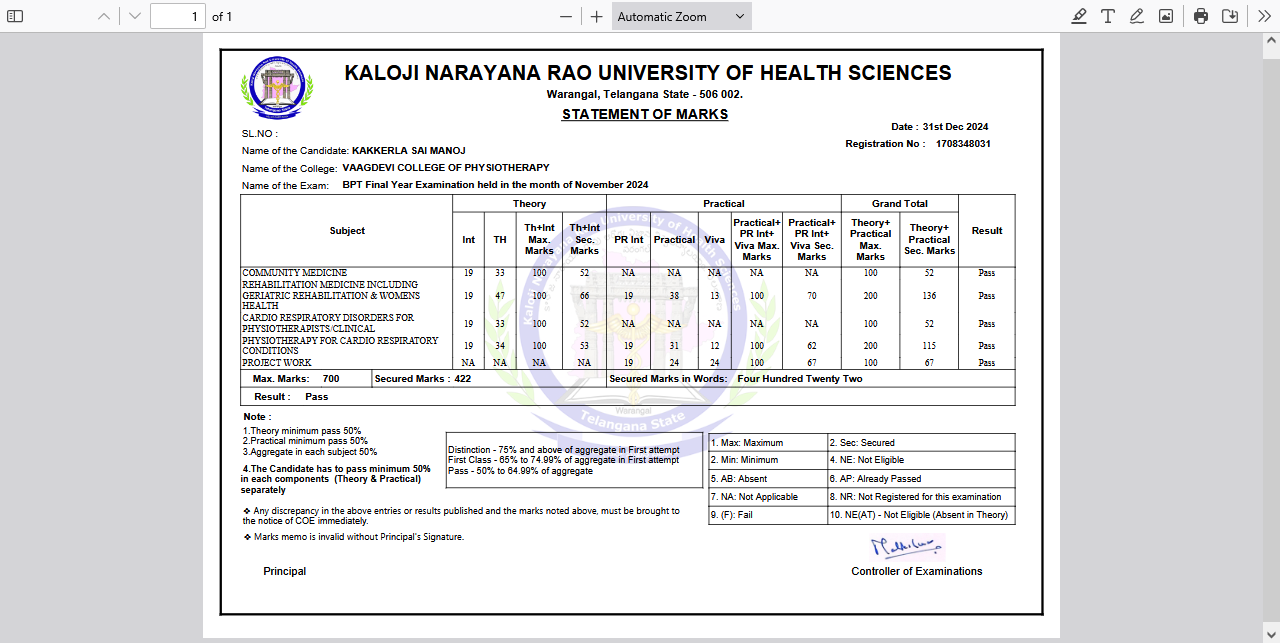 1 of 1 Automatic Zoom
KALOJI NARAYANA RAO UNIVERSITY OF HEALTH SCIENCES
Warangal, Telangana State - 506 002.
STATEMENT OF MARKS
SL.NO :
Date : 31st Dec 2024
Name of the Candidate: KAKKERLA SAI MANOJ
Registration No : 1708348031
Name of the College: VAAGDEVI COLLEGE OF PHYSIOTHERAPY
Name of the Exam: BPT Final Year Examination held in the month of November 2024
Subject Theory Practical Grand Total Result
Int TH Th+Int Max. Marks Th+Int Sec. Marks PR Int Practical Viva Practical+ PR Int+ Viva Max. Marks Practical+ PR Int+ Viva Sec. Marks Theory+ Practical Max. Marks Theory+ Practical Sec. Marks
COMMUNITY MEDICINE 19 33 100 52 NA NA NA NA NA 100 52 Pass
REHABILITATION MEDICINE INCLUDING
GERIATRIC REHABILITATION & WOMENS 19 47 100 66 19 38 13 100 70 200 136 Pass
HEALTH
CARDIO RESPIRATORY DISORDERS FOR
PHYSIOTHERAPISTS/CLINICAL 19 33 100 52 NA NA NA NA NA 100 52 Pass
PHYSIOTHERAPY FOR CARDIO RESPIRATORY
CONDITIONS 19 34 100 53 19 31 12 100 62 200 115 Pass
PROJECT WORK NA NA NA NA 19 24 24 100 67 100 67 Pass
Max. Marks: 700 Secured Marks : 422 Secured Marks in Words: Four Hundred Twenty Two
Result : Pass
Warangal
Telangana State
Note :
1.Theory minimum pass 50%
2.Practical minimum pass 50%
3.Aggregate in each subject 50%
4.The Candidate has to pass minimum 50%
in each components (Theory & Practical)
separately
Distinction - 75% and above of aggregate in First attempt
First Class - 65% to 74.99% of aggregate in First attempt
Pass - 50% to 64.99% of aggregate
1. Max: Maximum 2. Sec: Secured
2. Min: Minimum 4. NE: Not Eligible
5. AB: Absent 6. AP: Already Passed
7. NA: Not Applicable 8. NR: Not Registered for this examination
9. (F): Fail 10. NE(AT) - Not Eligible (Absent in Theory)
❖ Any discrepancy in the above entries or results published and the marks noted above, must be brought to
the notice of COE immediately.
❖ Marks memo is invalid without Principal's Signature.
Principal
Controller of Examinations